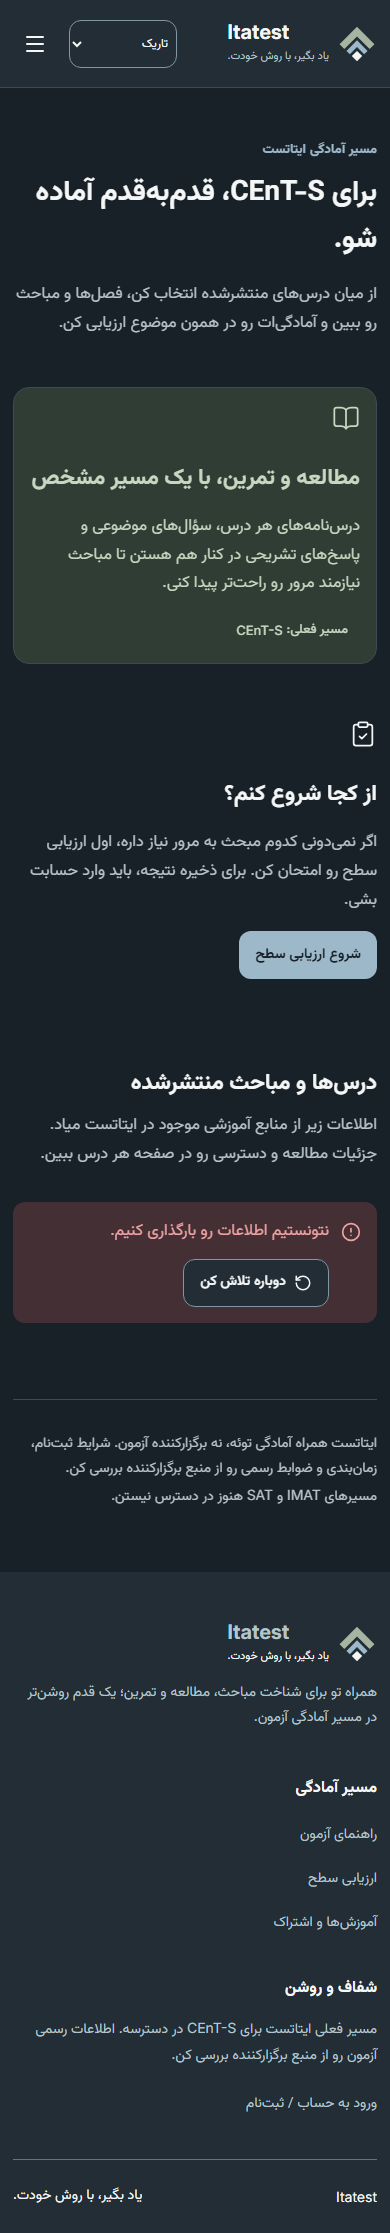 Itatest
یاد بگیر، با روش خودت.
تاریک
مسیر آمادگی ایتاتست
برای CEnT-S، قدم‌به‌قدم آماده
شو.
از میان درس‌های منتشرشده انتخاب کن، فصل‌ها و مباحث
رو ببین و آمادگی‌ات رو در همون موضوع ارزیابی کن.
مطالعه و تمرین، با یک مسیر مشخص
درس‌نامه‌های هر درس، سؤال‌های موضوعی و
پاسخ‌های تشریحی در کنار هم هستن تا مباحث
نیازمند مرور رو راحت‌تر پیدا کنی.
مسیر فعلی: CEnT-S
از کجا شروع کنم؟
اگر نمی‌دونی کدوم مبحث به مرور نیاز داره، اول ارزیابی
سطح رو امتحان کن. برای ذخیره نتیجه، باید وارد حسابت
بشی.
شروع ارزیابی سطح
درس‌ها و مباحث منتشرشده
اطلاعات زیر از منابع آموزشی موجود در ایتاتست میاد.
جزئیات مطالعه و دسترسی رو در صفحه هر درس ببین.
نتونستیم اطلاعات رو بارگذاری کنیم.
دوباره تلاش کن
ایتاتست همراه آمادگی توئه، نه برگزارکننده آزمون. شرایط ثبت‌نام،
زمان‌بندی و ضوابط رسمی رو از منبع برگزارکننده بررسی کن.
مسیرهای IMAT و SAT هنوز در دسترس نیستن.
Itatest
یاد بگیر، با روش خودت.
همراه تو برای شناخت مباحث، مطالعه و تمرین؛ یک قدم روشن‌تر
در مسیر آمادگی آزمون.
مسیر آمادگی
راهنمای آزمون
ارزیابی سطح
آموزش‌ها و اشتراک
شفاف و روشن
مسیر فعلی ایتاتست برای CEnT-S در دسترسه. اطلاعات رسمی
آزمون رو از منبع برگزارکننده بررسی کن.
ورود به حساب / ثبت‌نام
Itatest
یاد بگیر، با روش خودت.